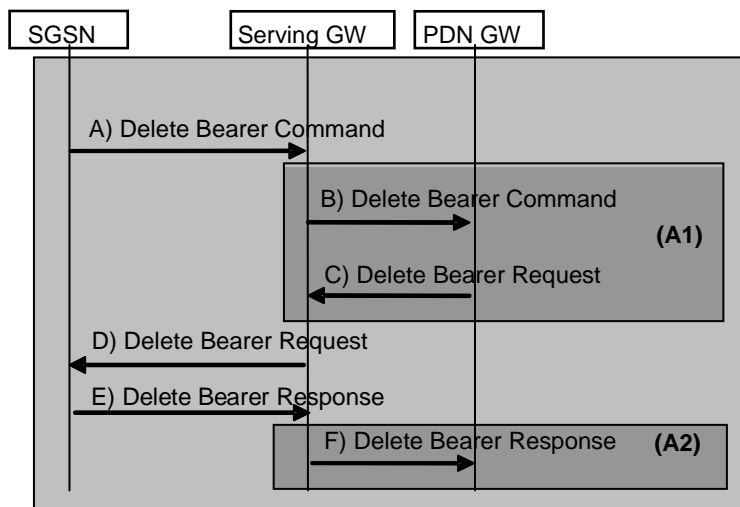 SGSN
Serving GW
PDN GW
A) Delete Bearer Command
B) Delete Bearer Command
(A1)
C) Delete Bearer Request
D) Delete Bearer Request
E) Delete Bearer Response
F) Delete Bearer Response
(A2)